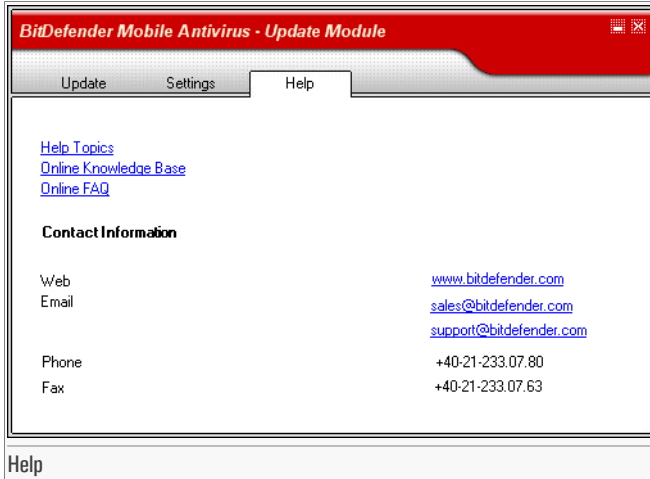 BitDefender Mobile Antivirus - Update Module
Update Settings Help
Help Topics
Online Knowledge Base
Online FAQ
Contact Information
Web www.bitdefender.com
Email sales@bitdefender.com
support@bitdefender.com
Phone +40-21-233.07.80
Fax +40-21-233.07.63
Help